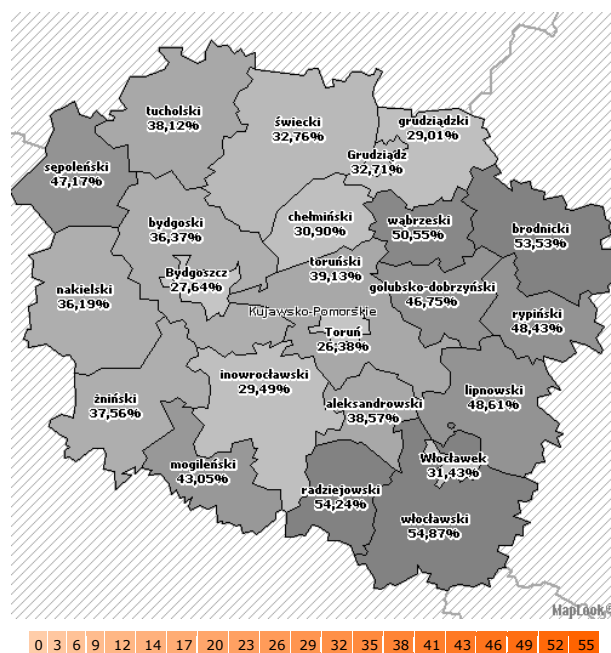 tucholski
38,12%
świecki
32,76%
grudziądzki
29,01%
Grudziądz
32,71%
sępoleński
47,17%
bydgoski
36,37%
chełmiński
30,90%
wąbrzeski
50,55%
brodnicki
53,53%
Bydgoszcz
27,64%
toruński
39,13%
nakielski
36,19%
golubsko-dobrzyński
46,75%
rypiński
48,43%
Kujawsko-Pomorskie
Toruń
26,38%
inowrocławski
29,49%
żniński
37,56%
aleksandrowski
38,57%
lipnowski
48,61%
mogileński
43,05%
Włocławek
31,43%
radziejowski
54,24%
włocławski
54,87%
MapLook©
0 3 6 9 12 14 17 20 23 26 29 32 35 38 41 43 46 49 52 55